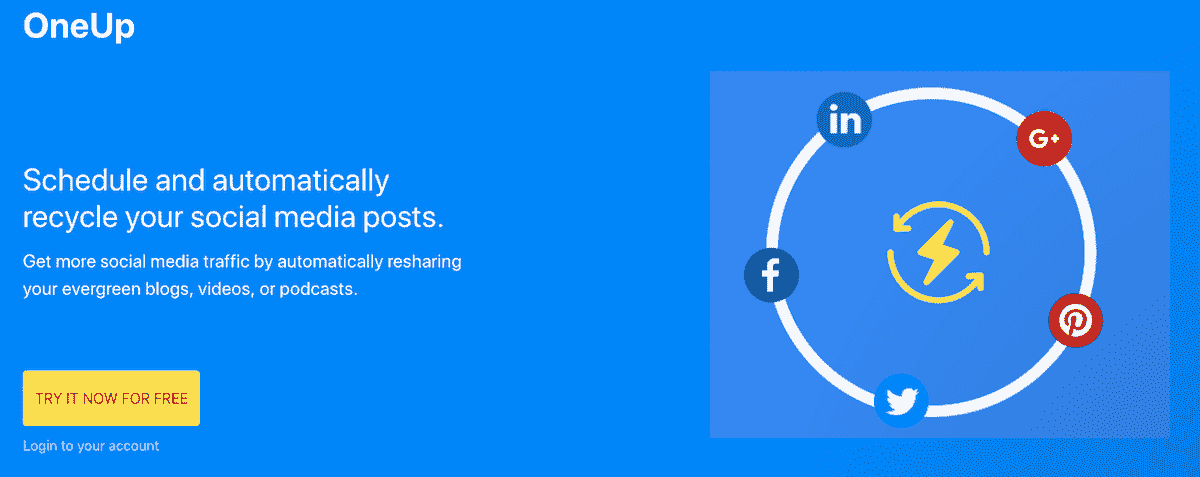 OneUp
Schedule and automatically
recycle your social media posts.
Get more social media traffic by automatically resharing
your evergreen blogs, videos, or podcasts.
TRY IT NOW FOR FREE
Login to your account
in
G+
f